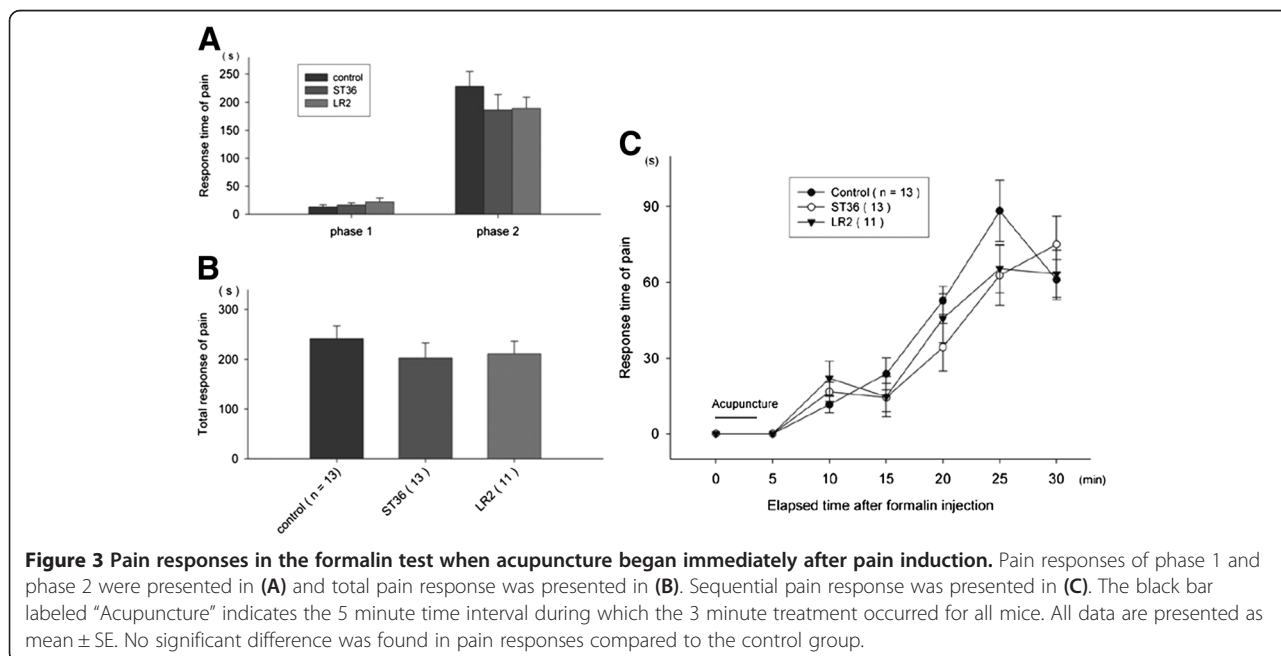 A
(s)
250
200
150
100
50
0
Response time of pain
control
ST36
LR2
phase 1
phase 2
B
(s)
300
200
100
0
Total response of pain
control ( n = 13)
ST36 ( 13 )
LR2 ( 11 )
C
(s)
90
60
30
0
Response time of pain
Control ( n = 13 )
ST36 ( 13 )
LR2 ( 11 )
Acupuncture
0 5 10 15 20 25 30 (min)
Elapsed time after formalin injection
Figure 3 Pain responses in the formalin test when acupuncture began immediately after pain induction. Pain responses of phase 1 and
phase 2 were presented in (A) and total pain response was presented in (B). Sequential pain response was presented in (C). The black bar
labeled “Acupuncture” indicates the 5 minute time interval during which the 3 minute treatment occurred for all mice. All data are presented as
mean ± SE. No significant difference was found in pain responses compared to the control group.